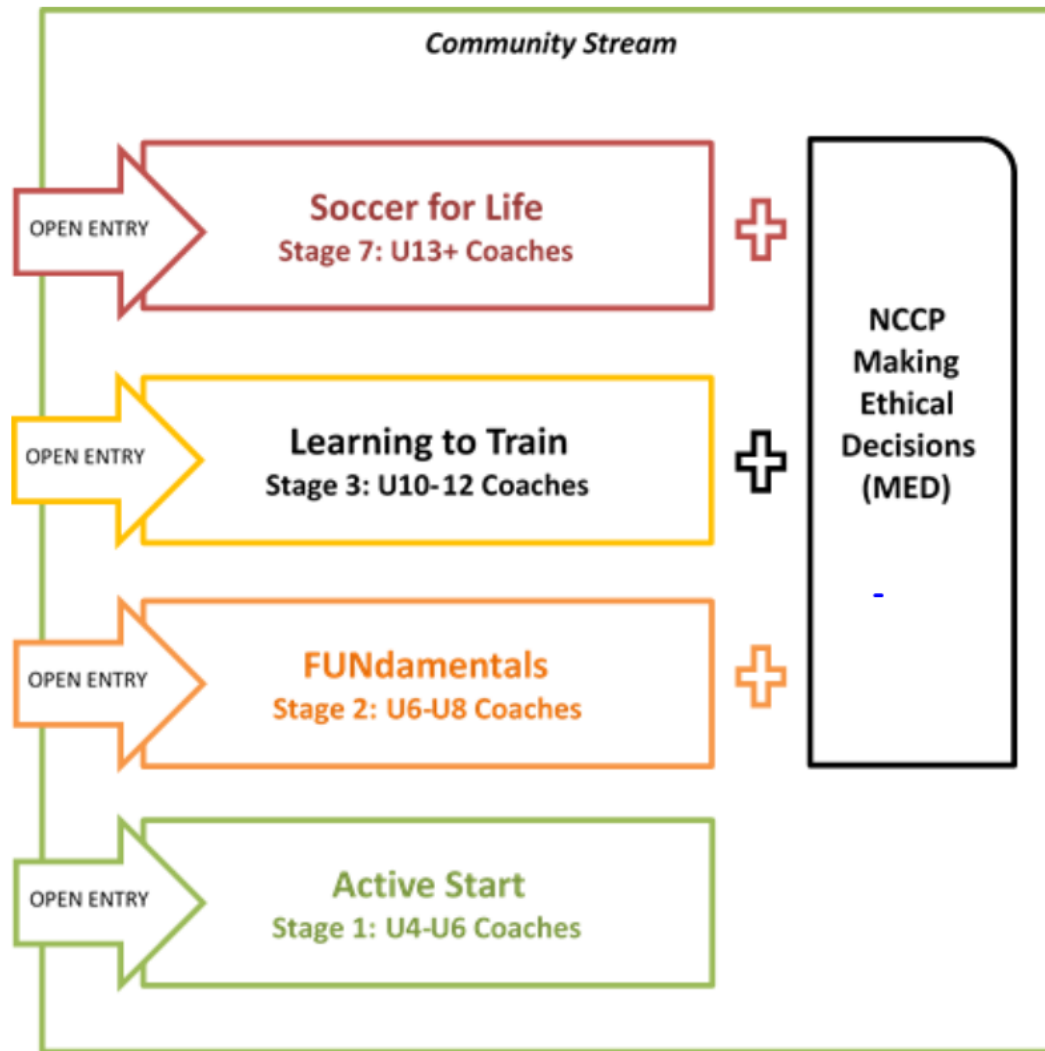 Community Stream
OPEN ENTRY
Soccer for Life
Stage 7: U13+ Coaches
OPEN ENTRY
Learning to Train
Stage 3: U10-12 Coaches
OPEN ENTRY
FUNdamentals
Stage 2: U6-U8 Coaches
OPEN ENTRY
Active Start
Stage 1: U4-U6 Coaches
NCCP
Making
Ethical
Decisions
(MED)
-